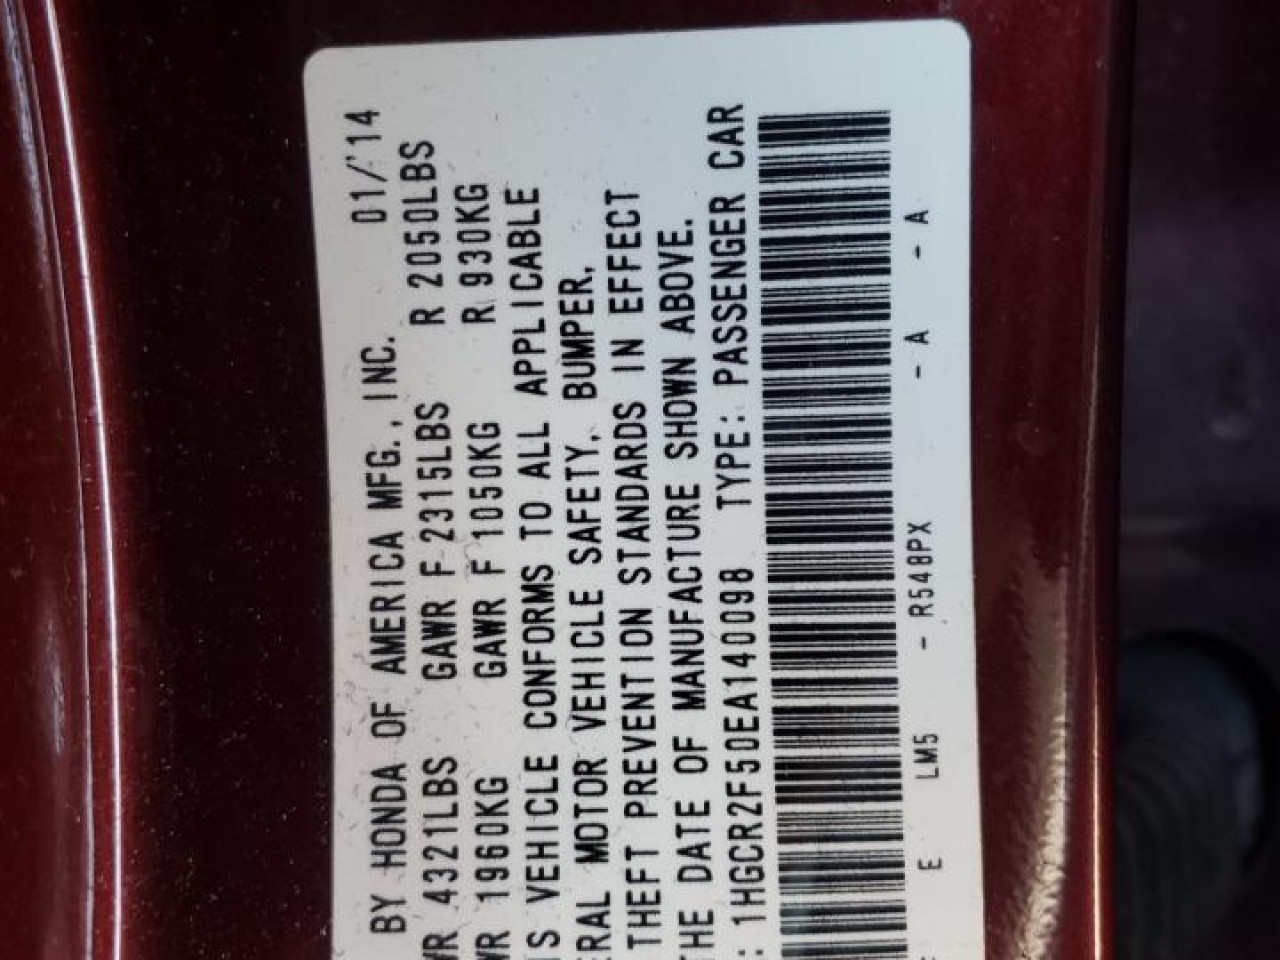 BY HONDA OF AMERICA MFG., INC. 01/'14
WR 4321LBS GAWR F 2315LBS R 2050LBS
WR 1960KG GAWR F 1050KG R 930KG
IS VEHICLE CONFORMS TO ALL APPLICABLE
ERAL MOTOR VEHICLE SAFETY, BUMPER,
THEFT PREVENTION STANDARDS IN EFFECT
THE DATE OF MANUFACTURE SHOWN ABOVE.
: 1HGCR2F50EA140098 TYPE: PASSENGER CAR
E LM5 - R548PX - A - A